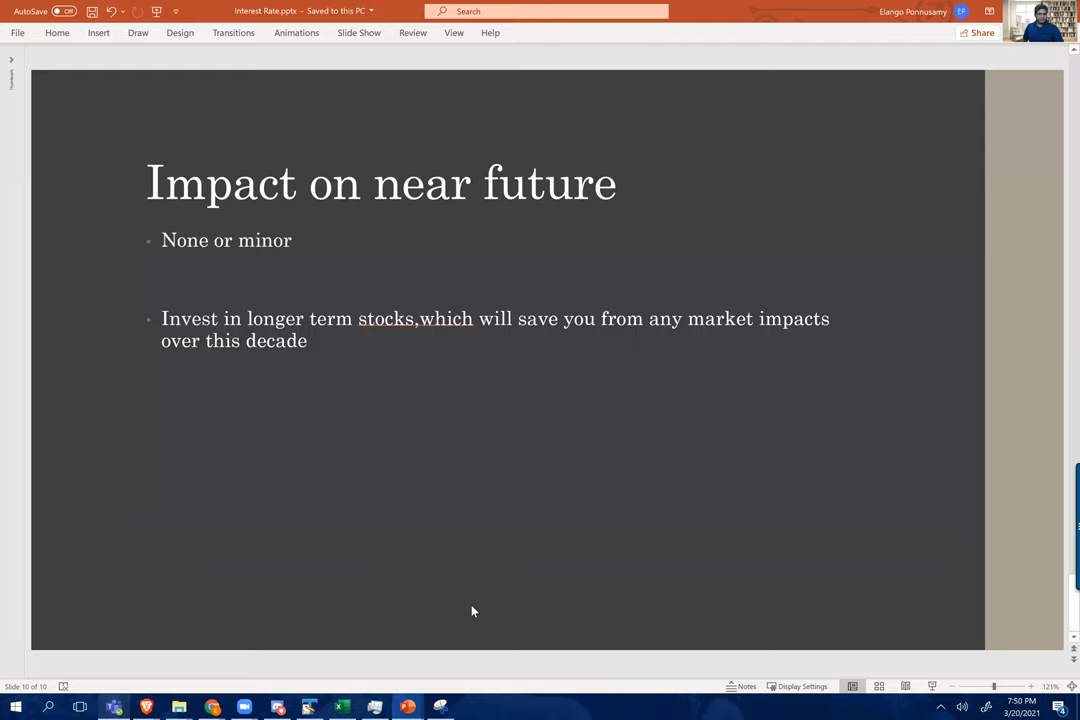 AutoSave Off Interest Rate.pptx - Saved to this PC Search Elango Ponnusamy EP
File Home Insert Draw Design Transitions Animations Slide Show Review View Help Share
Thumbnails
Impact on near future
• None or minor
• Invest in longer term stocks,which will save you from any market impacts
over this decade
Slide 10 of 10 Notes Display Settings 121%
7:50 PM
3/20/2021
4